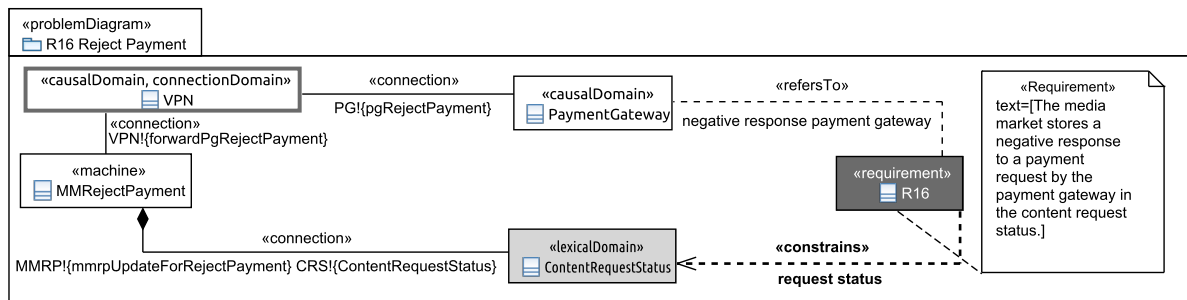 «problemDiagram»
R16 Reject Payment
«causalDomain, connectionDomain»
VPN
«connection»
PG!{pgRejectPayment}
«causalDomain»
PaymentGateway
«refersTo»
negative response payment gateway
«Requirement»
text=[The media
market stores a
negative response
to a payment
request by the
payment gateway in
the content request
status.]
«connection»
VPN!{forwardPgRejectPayment}
«machine»
MMRejectPayment
«requirement»
R16
«connection»
MMRP!{mmrpUpdateForRejectPayment} CRS!{ContentRequestStatus}
«lexicalDomain»
ContentRequestStatus
«constrains»
request status